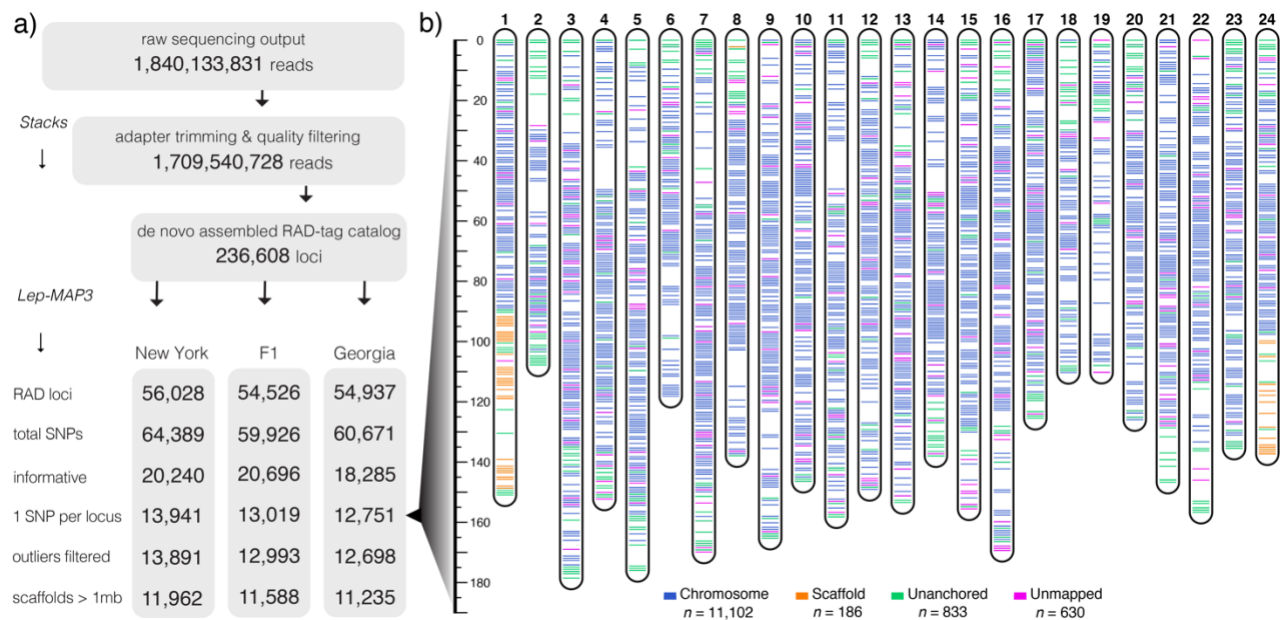 a)
raw sequencing output
1,840,133,831 reads
Stacks
adapter trimming & quality filtering
1,709,540,728 reads
de novo assembled RAD-tag catalog
236,608 loci
Lep-MAP3
New York F1 Georgia
RAD loci 56,028 54,526 54,937
total SNPs 64,389 59,926 60,671
informative 20,240 20,696 18,285
1 SNP per locus 13,941 13,019 12,751
outliers filtered 13,891 12,993 12,698
scaffolds > 1mb 11,962 11,588 11,235
b)
1 2 3 4 5 6 7 8 9 10 11 12 13 14 15 16 17 18 19 20 21 22 23 24
0
20
40
60
80
100
120
140
160
180
Chromosome Scaffold Unanchored Unmapped
n = 11,102 n = 186 n = 833 n = 630